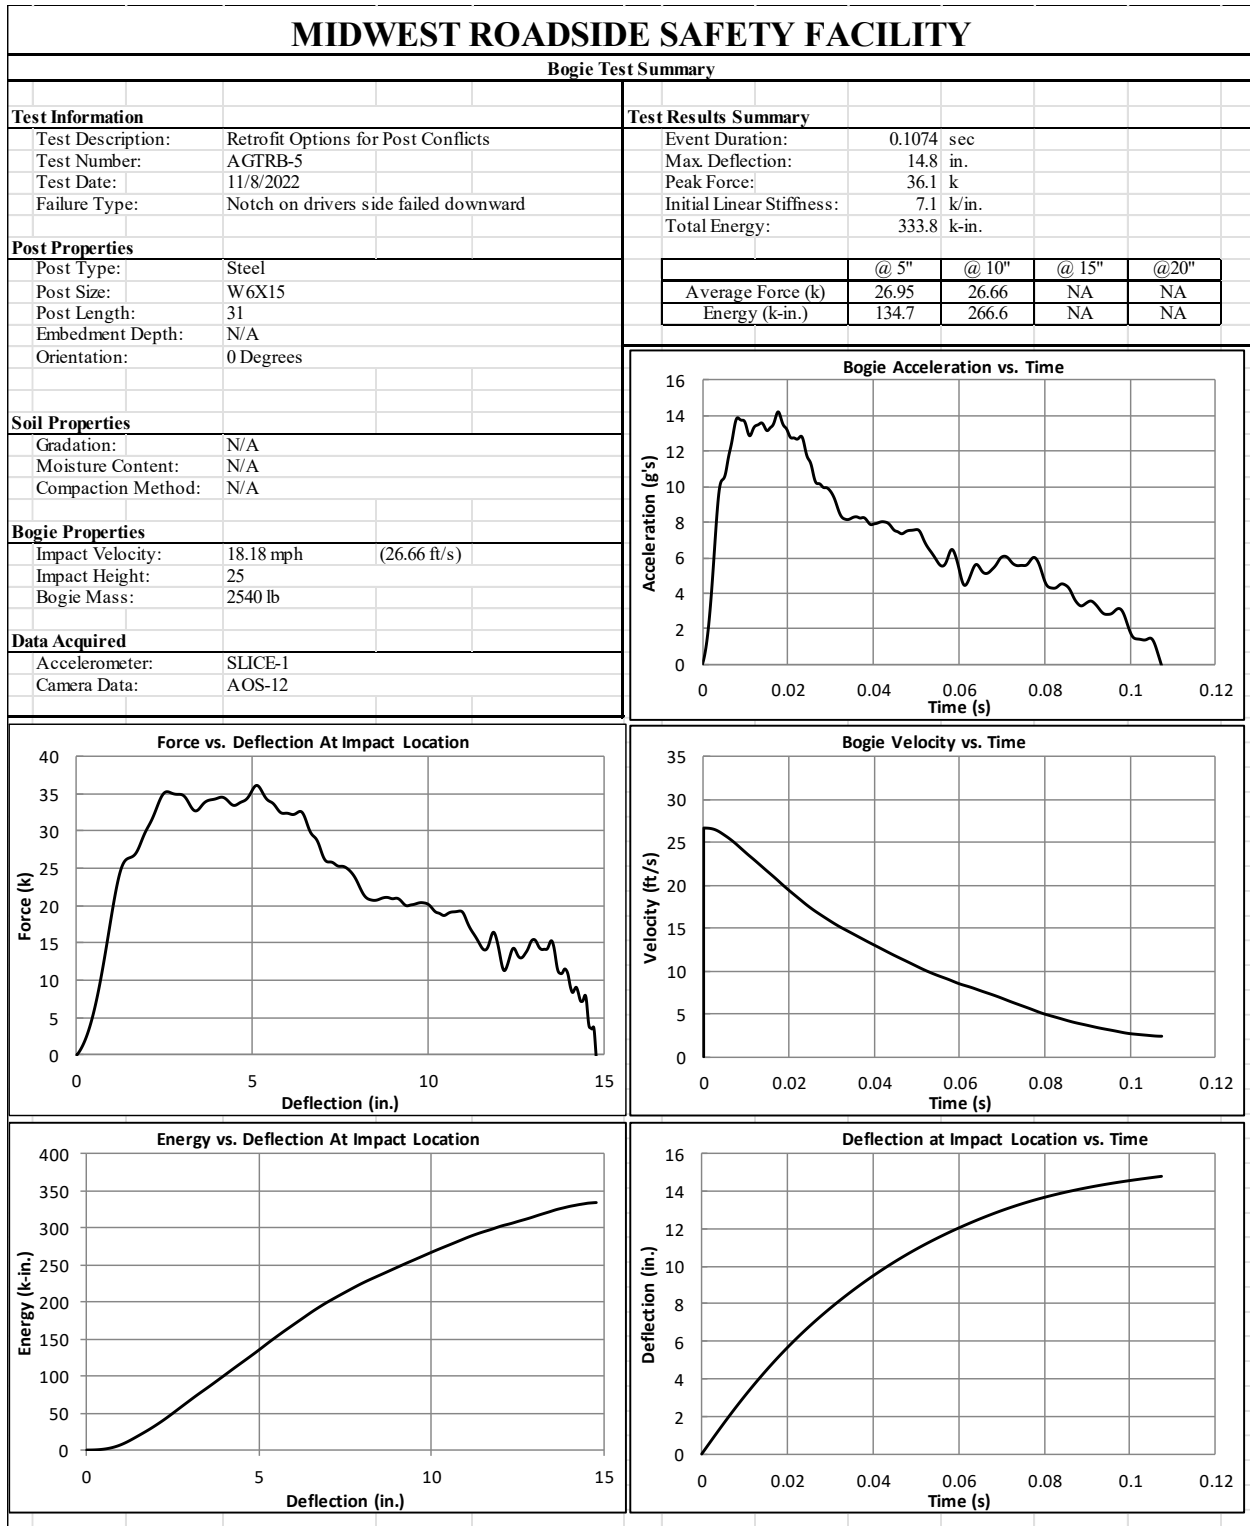 MIDWEST ROADSIDE SAFETY FACILITY
Bogie Test Summary
Test Information
Test Description: Retrofit Options for Post Conflicts
Test Number: AGTRB-5
Test Date: 11/8/2022
Failure Type: Notch on drivers side failed downward
Post Properties
Post Type: Steel
Post Size: W6X15
Post Length: 31
Embedment Depth: N/A
Orientation: 0 Degrees
Soil Properties
Gradation: N/A
Moisture Content: N/A
Compaction Method: N/A
Bogie Properties
Impact Velocity: 18.18 mph (26.66 ft/s)
Impact Height: 25
Bogie Mass: 2540 lb
Data Acquired
Accelerometer: SLICE-1
Camera Data: AOS-12
Test Results Summary
Event Duration: 0.1074 sec
Max. Deflection: 14.8 in.
Peak Force: 36.1 k
Initial Linear Stiffness: 7.1 k/in.
Total Energy: 333.8 k-in.
@ 5" @ 10" @ 15" @20"
Average Force (k) 26.95 26.66 NA NA
Energy (k-in.) 134.7 266.6 NA NA
Bogie Acceleration vs. Time
Acceleration (g's)
16
14
12
10
8
6
4
2
0
0 0.02 0.04 0.06 0.08 0.1 0.12
Time (s)
Force vs. Deflection At Impact Location
Force (k)
40
35
30
25
20
15
10
5
0
0 5 10 15
Deflection (in.)
Bogie Velocity vs. Time
Velocity (ft/s)
35
30
25
20
15
10
5
0
0 0.02 0.04 0.06 0.08 0.1 0.12
Time (s)
Energy vs. Deflection At Impact Location
Energy (k-in.)
400
350
300
250
200
150
100
50
0
0 5 10 15
Deflection (in.)
Deflection at Impact Location vs. Time
Deflection (in.)
16
14
12
10
8
6
4
2
0
0 0.02 0.04 0.06 0.08 0.1 0.12
Time (s)